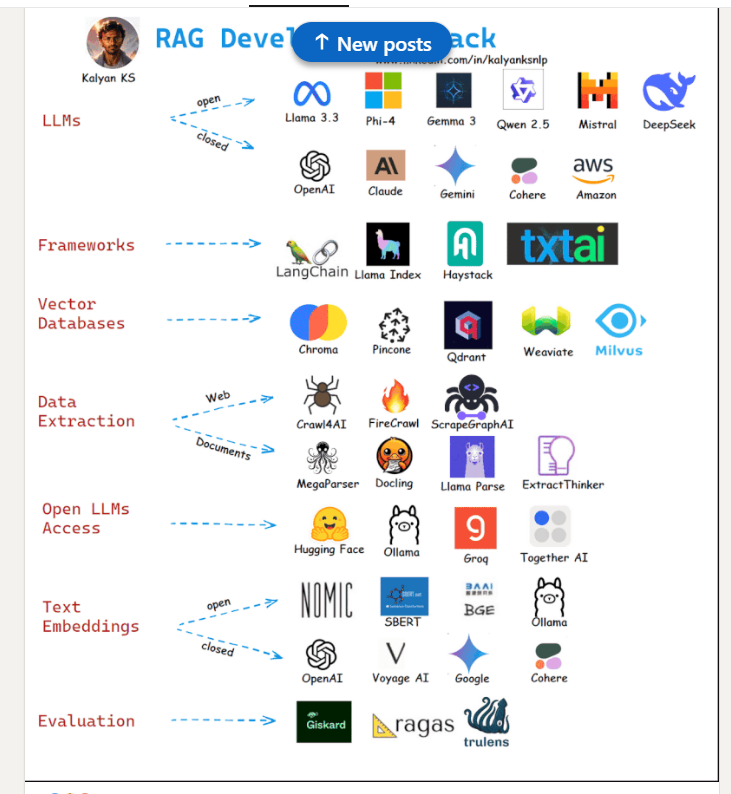 RAG Devel
ack
↑ New posts
www.linkedin.com/in/kalyanksnlp
Kalyan KS
LLMs
open
closed
Llama 3.3
Phi-4
Gemma 3
Qwen 2.5
Mistral
DeepSeek
OpenAI
Claude
Gemini
Cohere
aws
Amazon
Frameworks
LangChain
Llama Index
Haystack
txtai
Vector
Databases
Chroma
Pincone
Qdrant
Weaviate
Milvus
Data
Extraction
Web
Documents
Crawl4AI
FireCrawl
ScrapeGraphAI
MegaParser
Docling
Llama Parse
ExtractThinker
Open LLMs
Access
Hugging Face
Ollama
Groq
Together AI
Text
Embeddings
open
closed
NOMIC
SBERT
BAAI
BGE
Ollama
OpenAI
Voyage AI
Google
Cohere
Evaluation
Giskard
ragas
trulens